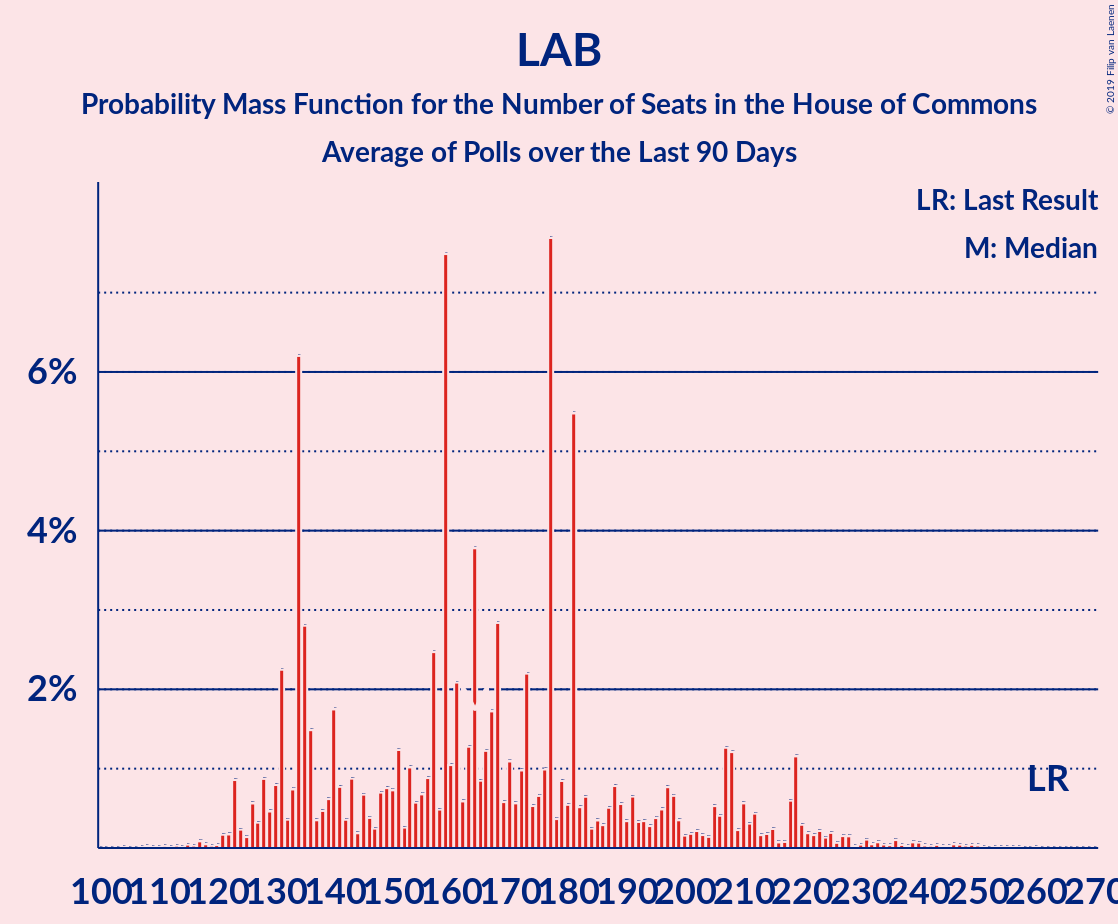 LAB
Probability Mass Function for the Number of Seats in the House of Commons
Average of Polls over the Last 90 Days
© 2019 Filip van Laenen
LR: Last Result
M: Median
6%
4%
2%
LR
100 110 120 130 140 150 160 170 180 190 200 210 220 230 240 250 260 270